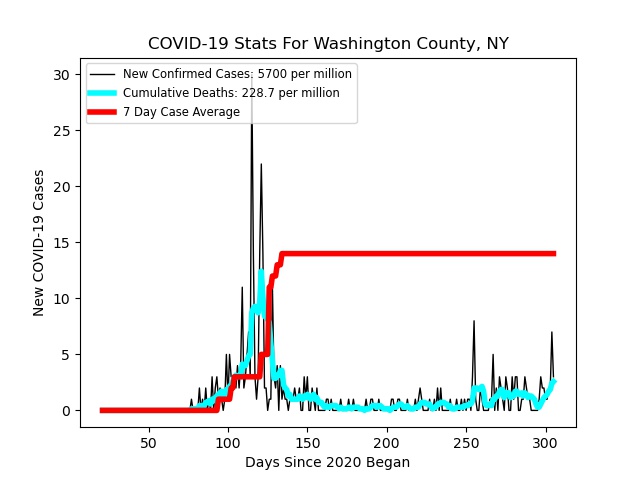 COVID-19 Stats For Washington County, NY
New Confirmed Cases: 5700 per million
Cumulative Deaths: 228.7 per million
7 Day Case Average
30
25
20
15
10
5
0
New COVID-19 Cases
50 100 150 200 250 300
Days Since 2020 Began